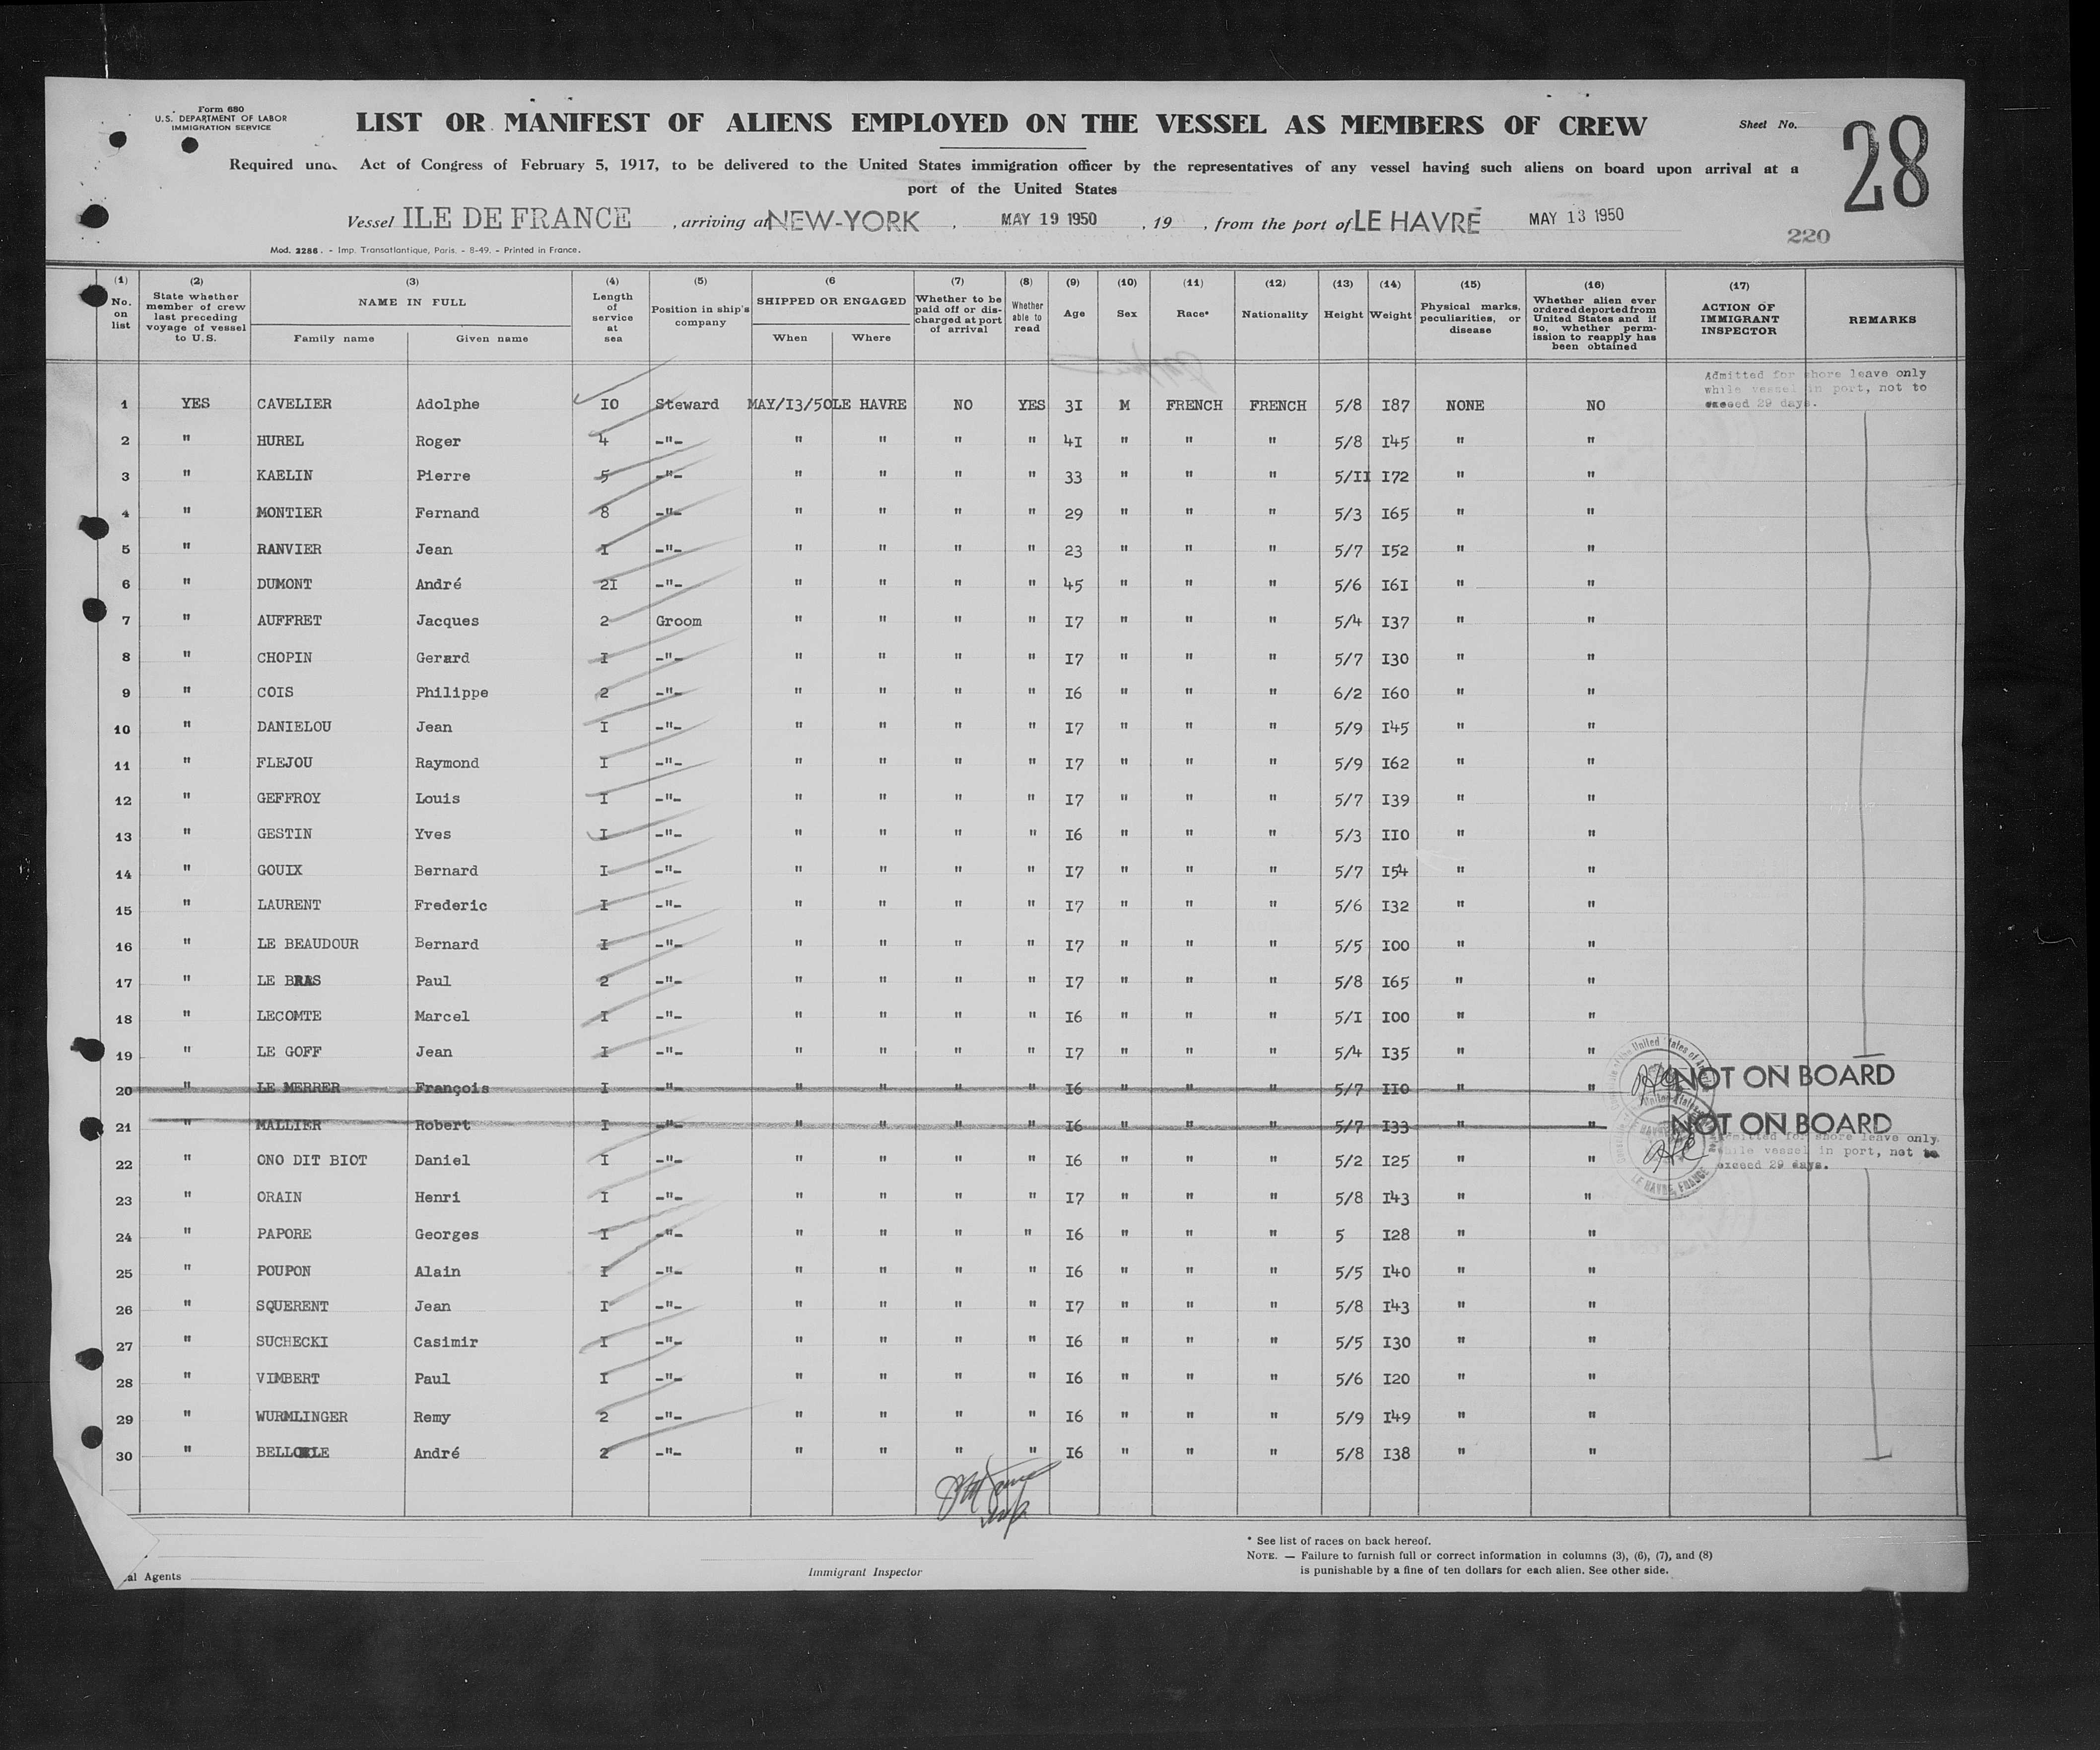 Form 680
U.S. DEPARTMENT OF LABOR
IMMIGRATION SERVICE
LIST OR MANIFEST OF ALIENS EMPLOYED ON THE VESSEL AS MEMBERS OF CREW
Sheet No. 28
Required Act of Congress of February 5, 1917, to be delivered to the United States immigration officer by the representatives of any vessel having such aliens on board upon arrival at a
port of the United States
Vessel ILE DE FRANCE , arriving at NEW-YORK , MAY 19 1950 , 19 , from the port of LE HAVRE MAY 13 1950
220
Mod. 2286. - Imp. Transatlantique, Paris. - 8-49. - Printed in France.
(1) No. on list (2) State whether member of crew last preceding voyage of vessel to U.S. (3) NAME IN FULL Family name Given name (4) Length of service at sea (5) Position in ship's company (6 SHIPPED OR ENGAGED When Where (7) Whether to be paid off or discharged at port of arrival (8) Whether able to read (9) Age (10) Sex (11) Race* (12) Nationality (13) Height (14) Weight (15) Physical marks, peculiarities, or disease (16) Whether alien ever ordered deported from United States and if so, whether permission to reapply has been obtained (17) ACTION OF IMMIGRANT INSPECTOR REMARKS
Admitted for shore leave only
while vessel in port, not to
exceed 29 days.
1 YES CAVELIER Adolphe IO Steward MAY/I3/50 LE HAVRE NO YES 3I M FRENCH FRENCH 5/8 I87 NONE NO
2 " HUREL Roger 4 -"- " " " " 4I " " " 5/8 I45 " "
3 " KAELIN Pierre 5 -"- " " " " 33 " " " 5/II I72 " "
4 " MONTIER Fernand 8 -"- " " " " 29 " " " 5/3 I65 " "
5 " RANVIER Jean I -"- " " " " 23 " " " 5/7 I52 " "
6 " DUMONT André 2I -"- " " " " 45 " " " 5/6 I6I " "
7 " AUFFRET Jacques 2 Groom " " " " I7 " " " 5/4 I37 " "
8 " CHOPIN Gerard I -"- " " " " I7 " " " 5/7 I30 " "
9 " COIS Philippe 2 -"- " " " " I6 " " " 6/2 I60 " "
10 " DANIELOU Jean I -"- " " " " I7 " " " 5/9 I45 " "
11 " FLEJOU Raymond I -"- " " " " I7 " " " 5/9 I62 " "
12 " GEFFROY Louis I -"- " " " " I7 " " " 5/7 I39 " "
13 " GESTIN Yves I -"- " " " " I6 " " " 5/3 IIO " "
14 " GOUIX Bernard I -"- " " " " I7 " " " 5/7 I54 " "
15 " LAURENT Frederic I -"- " " " " I7 " " " 5/6 I32 " "
16 " LE BEAUDOUR Bernard I -"- " " " " I7 " " " 5/5 I00 " "
17 " LE BRAS Paul 2 -"- " " " " I7 " " " 5/8 I65 " "
18 " LECOMTE Marcel I -"- " " " " I6 " " " 5/I I00 " "
19 " LE GOFF Jean I -"- " " " " I7 " " " 5/4 I35 " "
20 " LE MERRER François I -"- " " " " I6 " " " 5/7 IIO " " NOT ON BOARD
21 " MALLIER Robert I -"- " " " " I6 " " " 5/7 I33 " " NOT ON BOARD
Admitted for shore leave only
while vessel in port, not to
exceed 29 days.
LE HAVRE, FRANCE
22 " ONO DIT BIOT Daniel I -"- " " " " I6 " " " 5/2 I25 " "
23 " ORAIN Henri I -"- " " " " I7 " " " 5/8 I43 " "
24 " PAPORE Georges I -"- " " " " I6 " " " 5 I28 " "
25 " POUPON Alain I -"- " " " " I6 " " " 5/5 I40 " "
26 " SQUERENT Jean I -"- " " " " I7 " " " 5/8 I43 " "
27 " SUCHECKI Casimir I -"- " " " " I6 " " " 5/5 I30 " "
28 " VIMBERT Paul I -"- " " " " I6 " " " 5/6 I20 " "
29 " WURMLINGER Remy 2 -"- " " " " I6 " " " 5/9 I49 " "
30 " André 2 -"- " " " " I6 " " " 5/8 I38 " "
* See list of races on back hereof.
NOTE. — Failure to furnish full or correct information in columns (3), (6), (7), and (8)
is punishable by a fine of ten dollars for each alien. See other side.
Agents
Immigrant Inspector